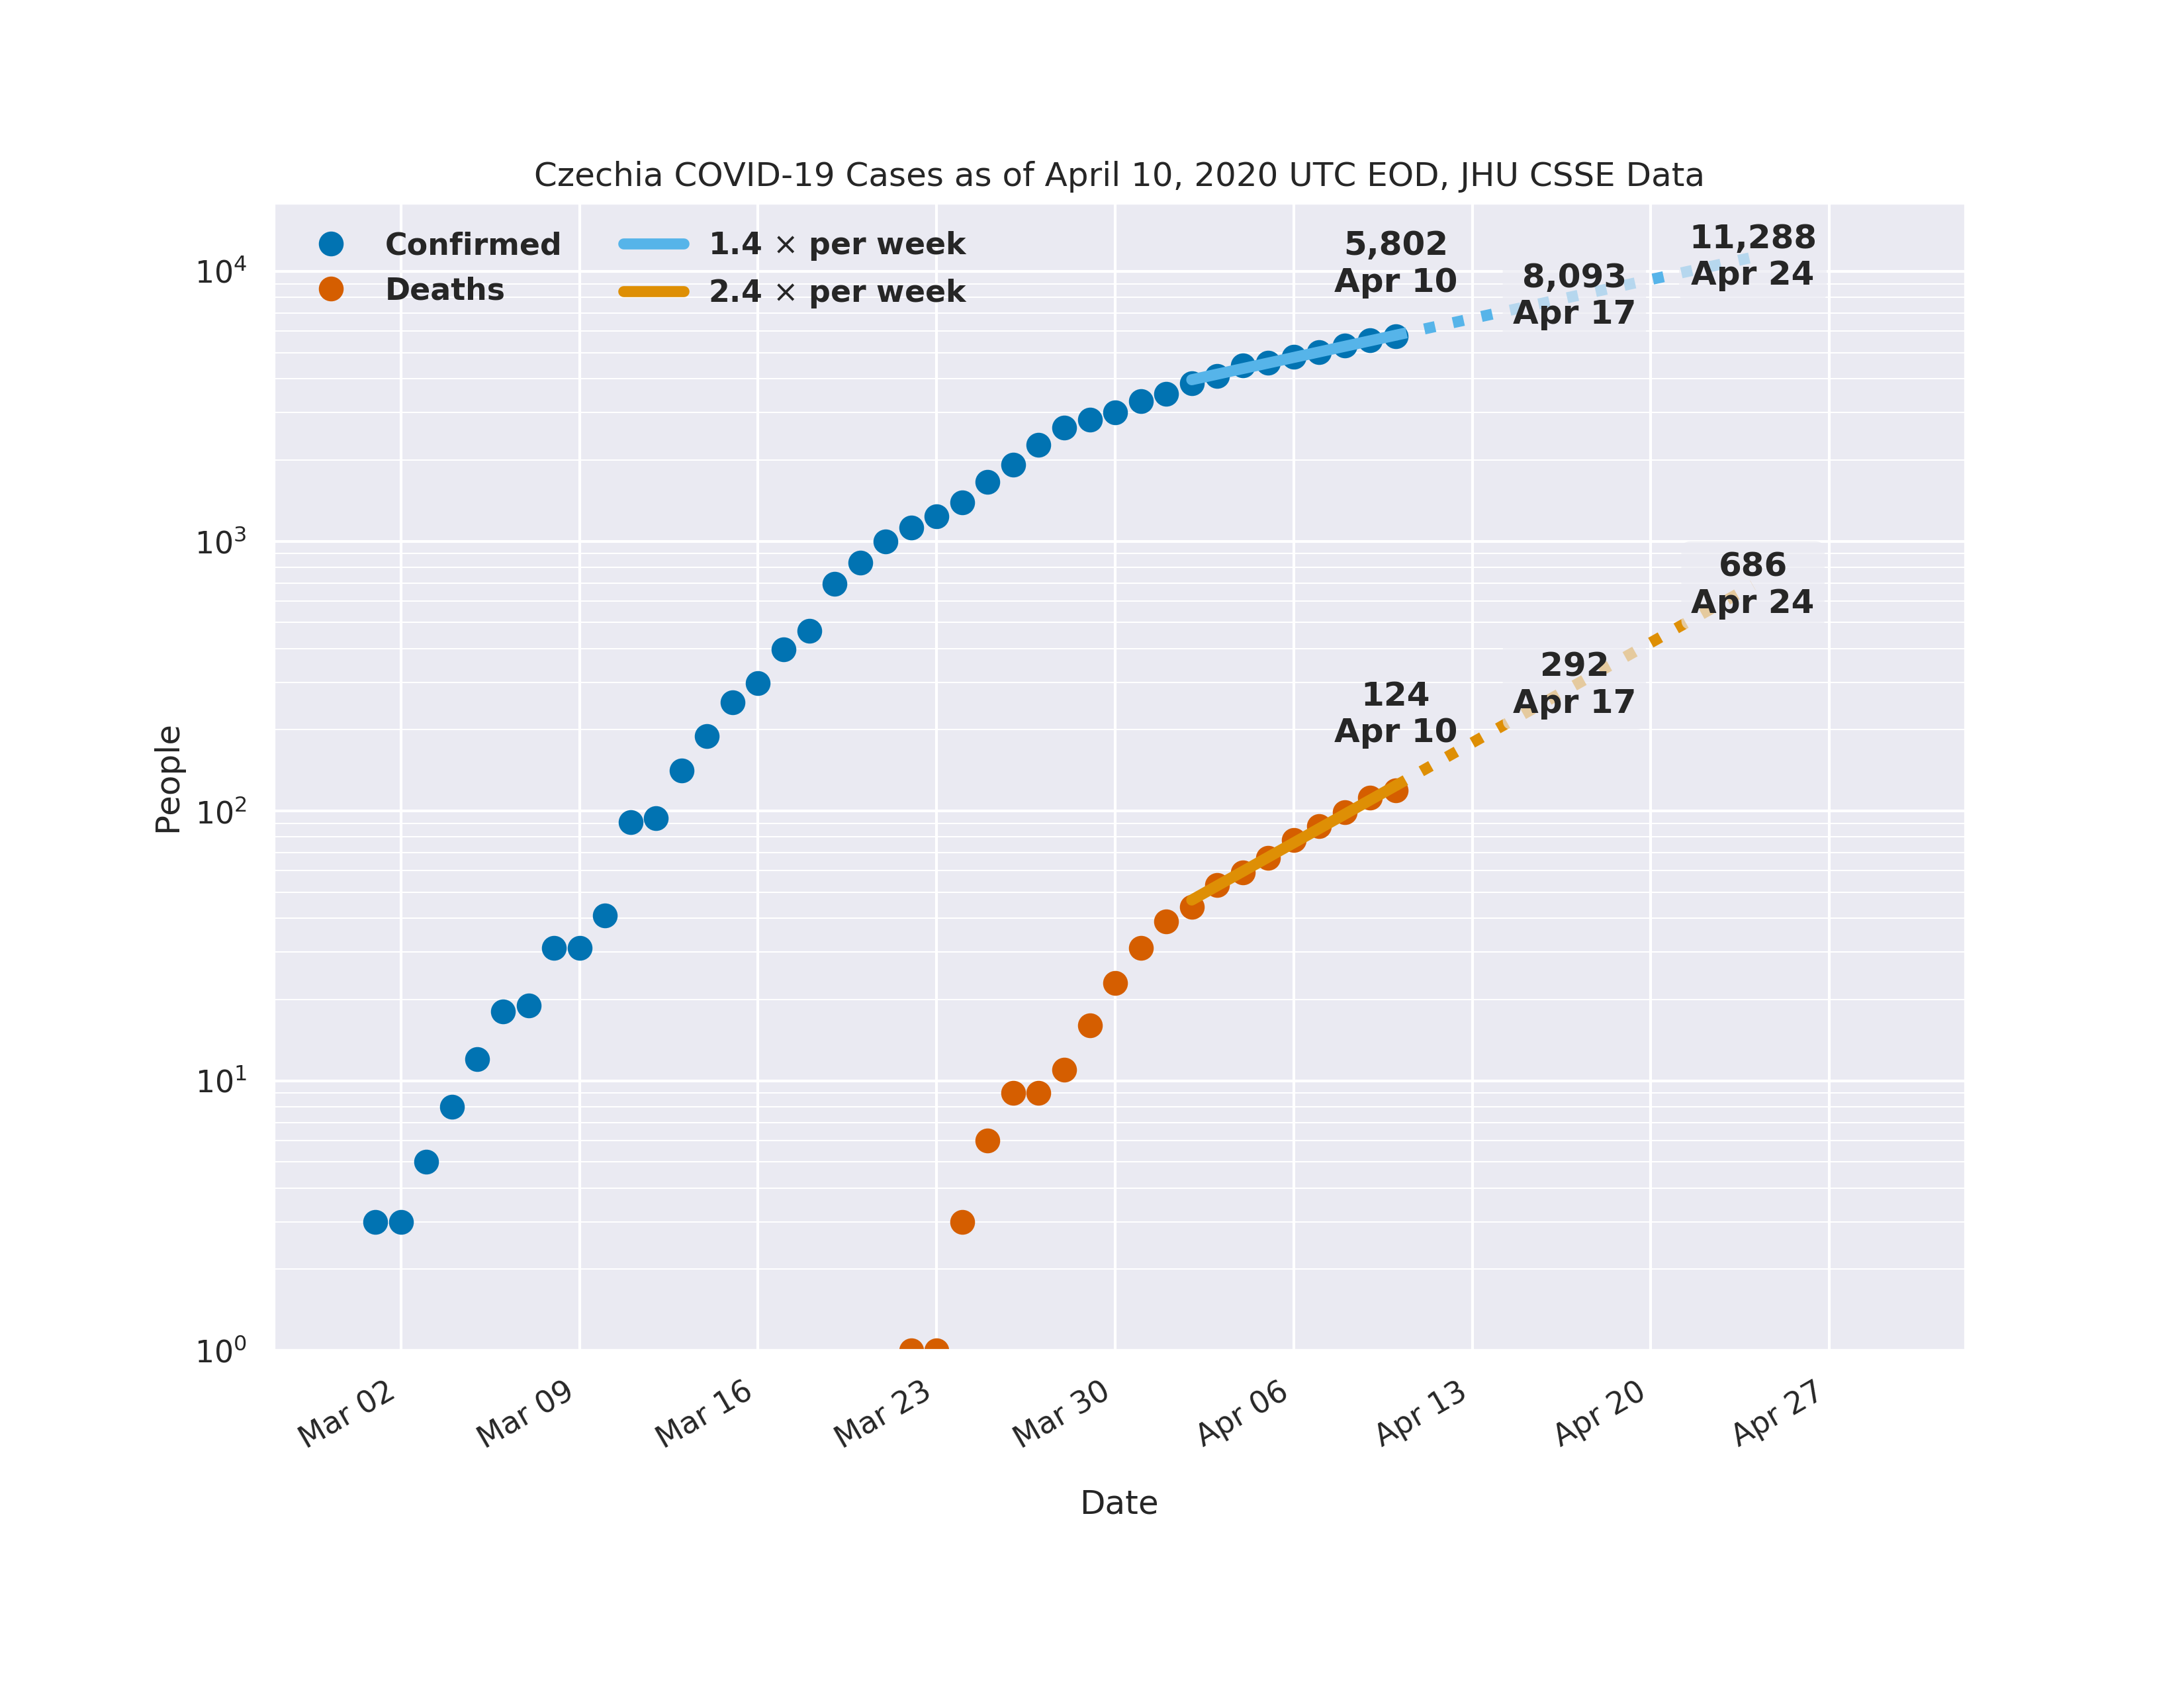 Czechia COVID-19 Cases as of April 10, 2020 UTC EOD, JHU CSSE Data
Confirmed
Deaths
1.4 × per week
2.4 × per week
5,802
Apr 10
8,093
Apr 17
11,288
Apr 24
686
Apr 24
292
Apr 17
124
Apr 10
People
10⁴
10³
10²
10¹
10⁰
Mar 02
Mar 09
Mar 16
Mar 23
Mar 30
Apr 06
Apr 13
Apr 20
Apr 27
Date